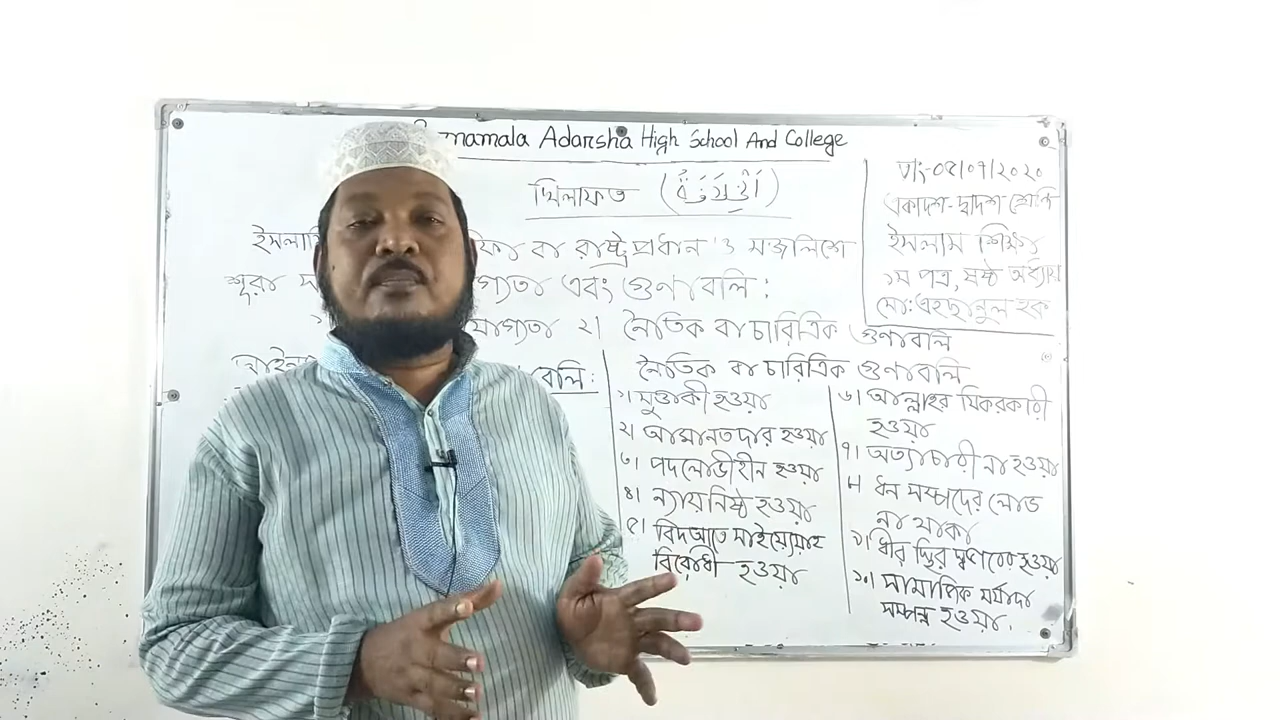 namala Adarsha High School And College
খিলাফত
তাং-০৫/০৭/২০২০
একাদশ-দ্বাদশ-শ্রেণি
ইসলাম শিক্ষা
১ম পত্র, ষষ্ঠ অধ্যায়
মো: এহছানুল হক
বা রাষ্ট্রপ্রধান ও মজলিশে
শূরা এবং গুণাবলি:
২। নৈতিক বা চারিত্রিক গুণাবলি
নৈতিক বা চারিত্রিক গুণাবলি
১। মুত্তাকী হওয়া
২। আমানতদার হওয়া
৩। পদলোভীহীন হওয়া
৪। ন্যায়নিষ্ঠ হওয়া
৫। বিদআতে সাইয়্যেয়াহ
বিরোধী হওয়া
৬। আল্লাহর যিকরকারী
হওয়া
৭। অত্যাচারী না হওয়া
৮। ধন সম্পদের লোভ
না থাকা
৯। ধীর স্থির স্বভাবের হওয়া
১০। সামাজিক মর্যাদা
সম্পন্ন হওয়া.